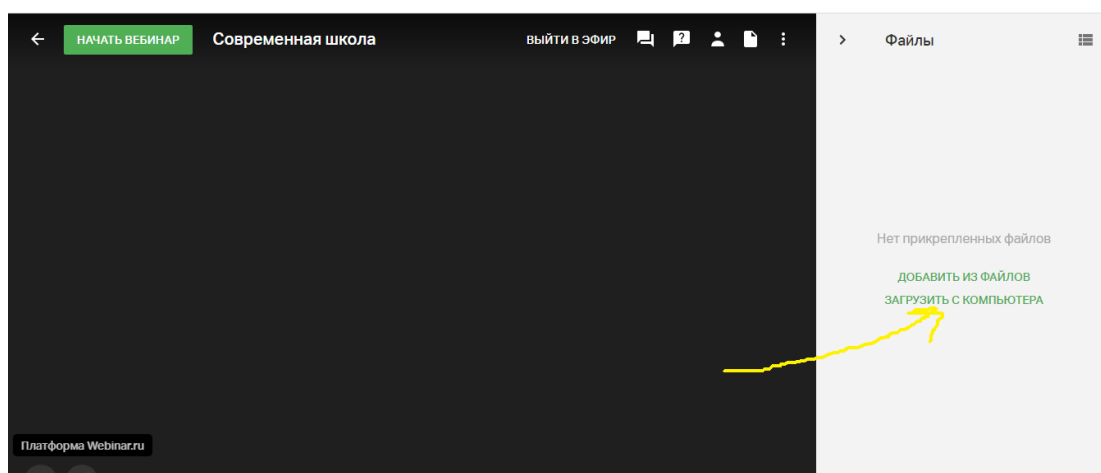 НАЧАТЬ ВЕБИНАР
Современная школа
ВЫЙТИ В ЭФИР
?
Файлы
Нет прикрепленных файлов
ДОБАВИТЬ ИЗ ФАЙЛОВ
ЗАГРУЗИТЬ С КОМПЬЮТЕРА
Платформа Webinar.ru